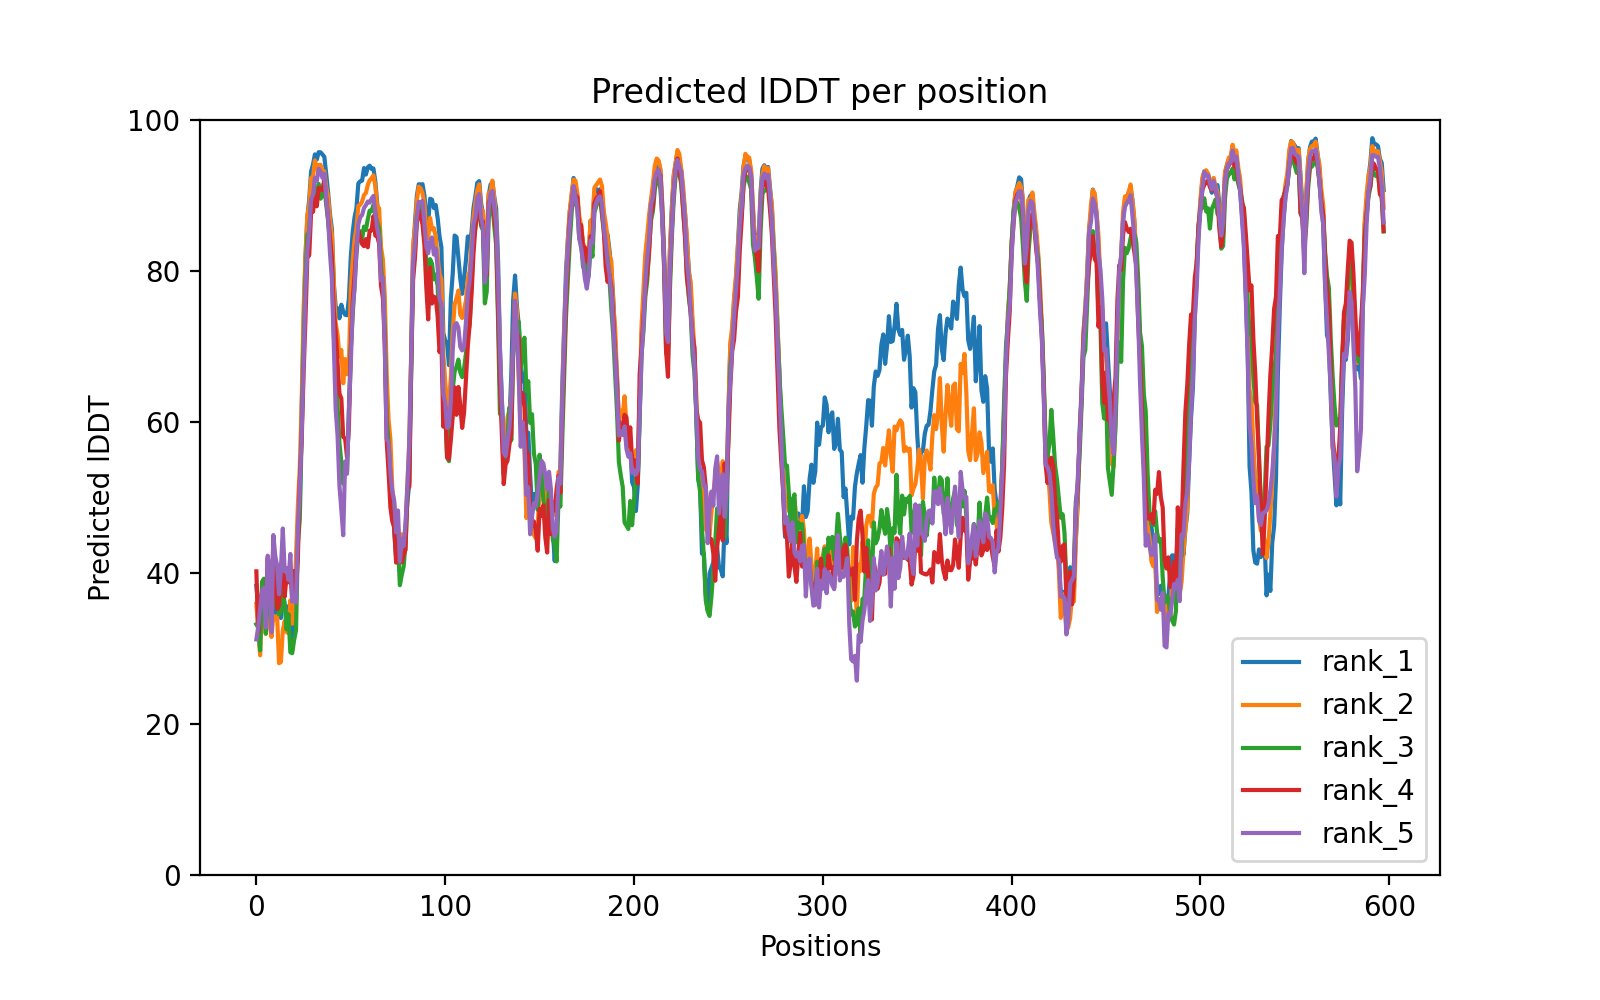 Predicted lDDT per position
100
80
60
40
20
0
Predicted lDDT
0 100 200 300 400 500 600
Positions
rank_1
rank_2
rank_3
rank_4
rank_5